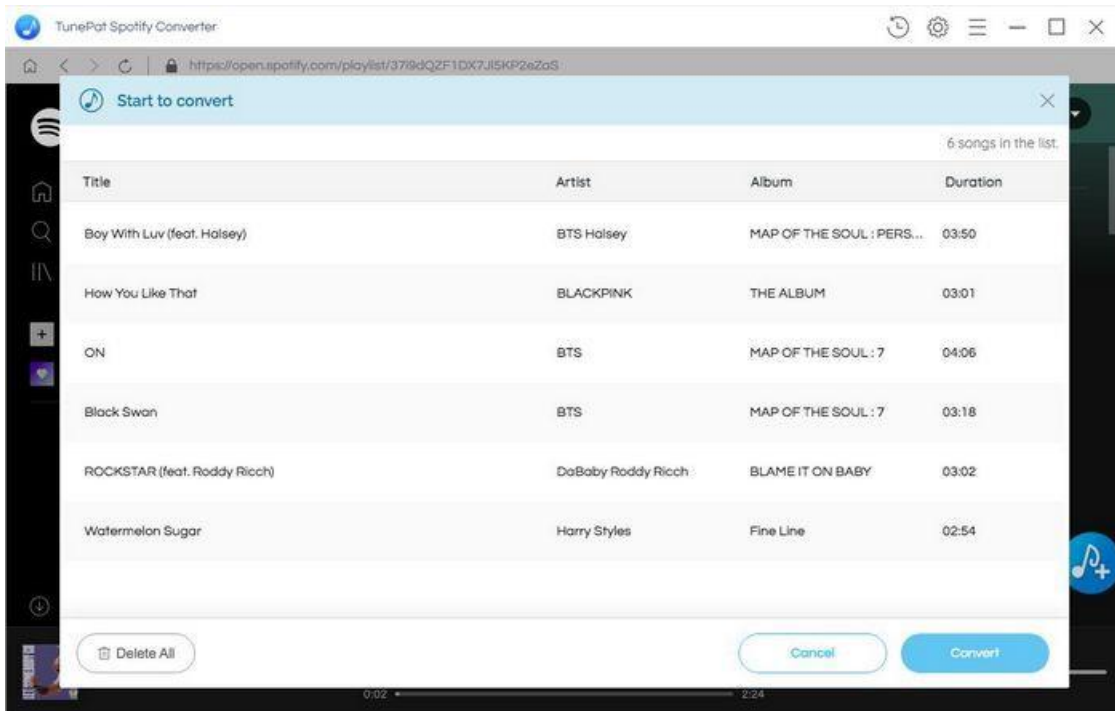 TunePat Spotify Converter
https://open.spotify.com/playlist/37i9dQZF1DX7Jl5KP2eZaS
Start to convert
6 songs in the list.
Title Artist Album Duration
Boy With Luv (feat. Halsey) BTS Halsey MAP OF THE SOUL : PERS... 03:50
How You Like That BLACKPINK THE ALBUM 03:01
ON BTS MAP OF THE SOUL : 7 04:06
Black Swan BTS MAP OF THE SOUL : 7 03:18
ROCKSTAR (feat. Roddy Ricch) DaBaby Roddy Ricch BLAME IT ON BABY 03:02
Watermelon Sugar Harry Styles Fine Line 02:54
Delete All Cancel Convert
0:02 2:24